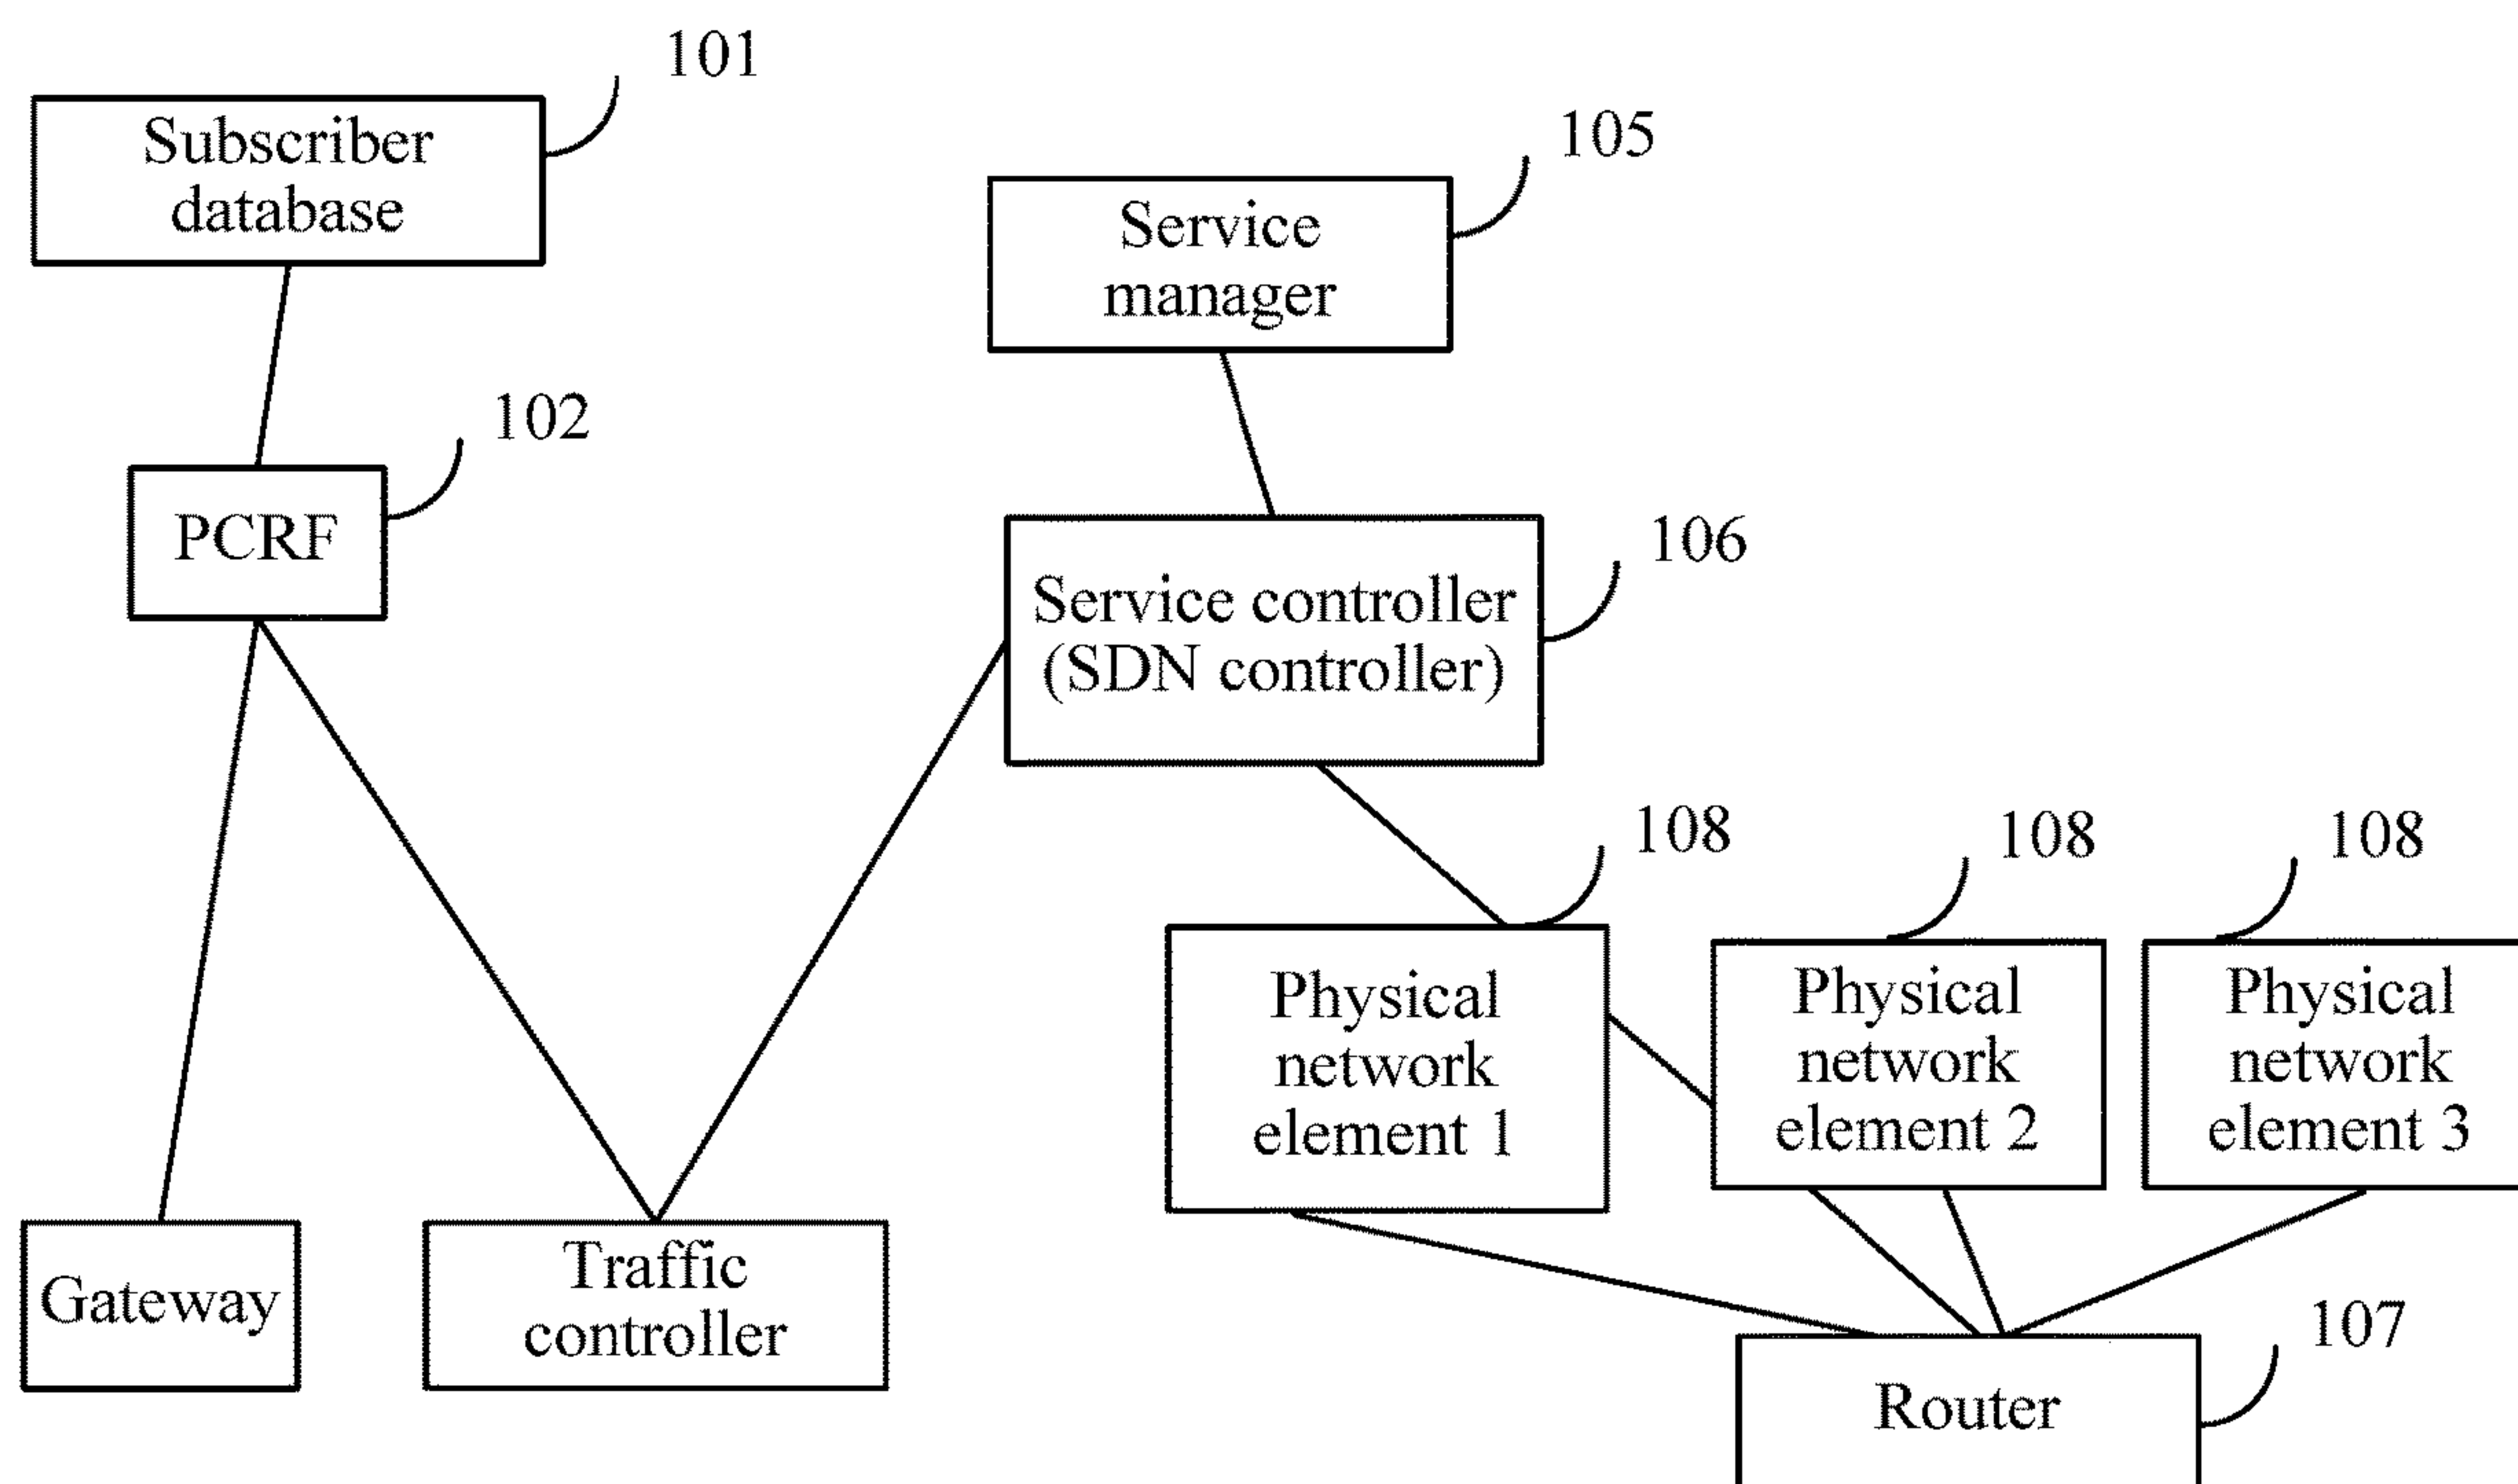 101
Subscriber
database
105
Service
manager
102
PCRF
106
Service controller
(SDN controller)
108
108
108
Physical
network
element 1
Physical
network
element 2
Physical
network
element 3
Gateway
Traffic
controller
107
Router